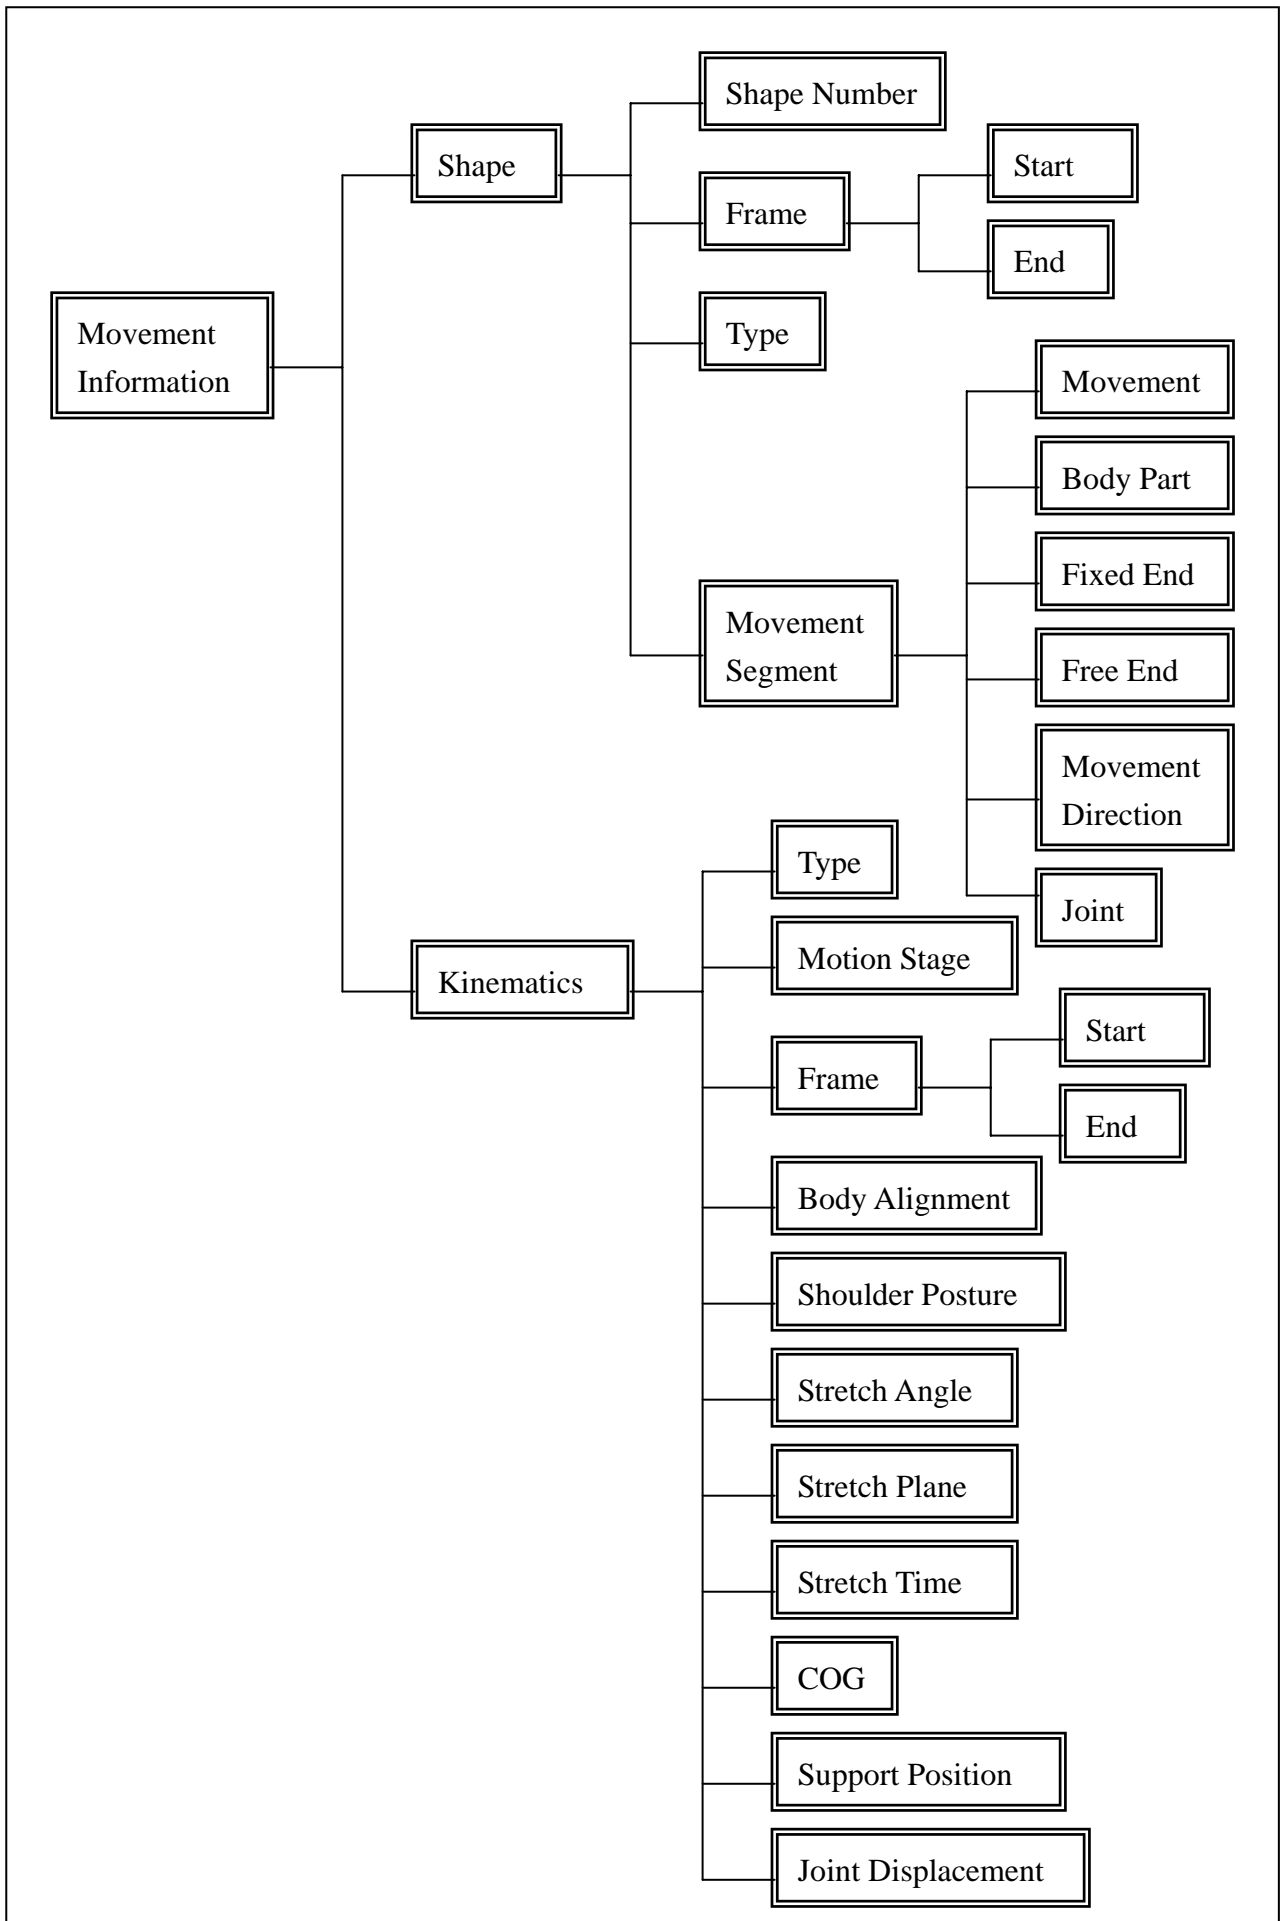 Shape Number
Shape
Start
Frame
End
Movement
Information
Type
Movement
Body Part
Fixed End
Movement
Segment
Free End
Movement
Direction
Type
Joint
Motion Stage
Kinematics
Start
Frame
End
Body Alignment
Shoulder Posture
Stretch Angle
Stretch Plane
Stretch Time
COG
Support Position
Joint Displacement